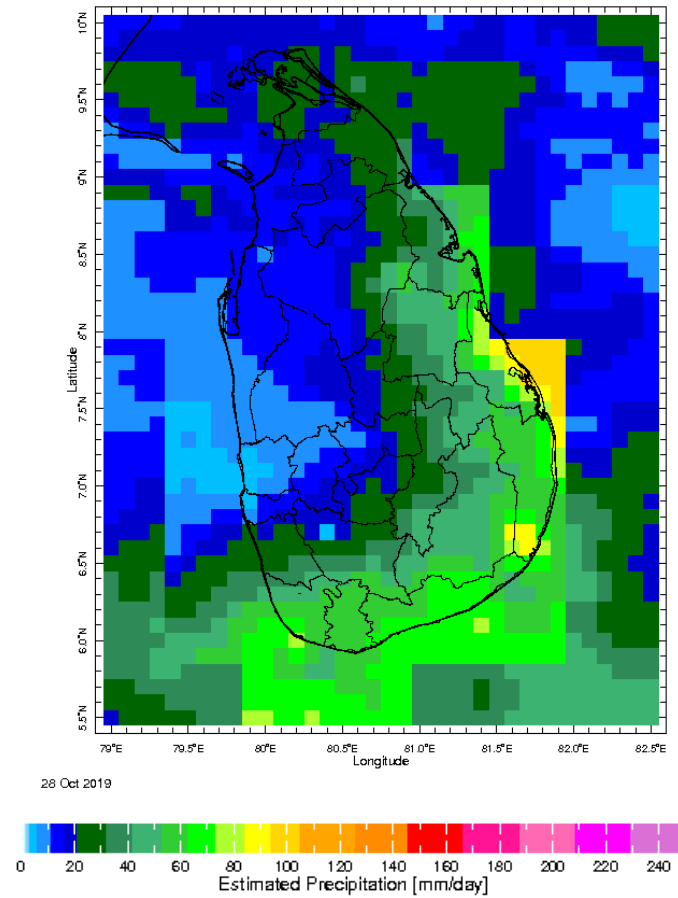 10°N
9.5°N
9°N
8.5°N
8°N
7.5°N
7.0°N
6.5°N
6.0°N
5.5°N
Latitude
79°E 79.5°E 80°E 80.5°E 81.0°E 81.5°E 82.0°E 82.5°E
Longitude
28 Oct 2019
0 20 40 60 80 100 120 140 160 180 200 220 240
Estimated Precipitation [mm/day]